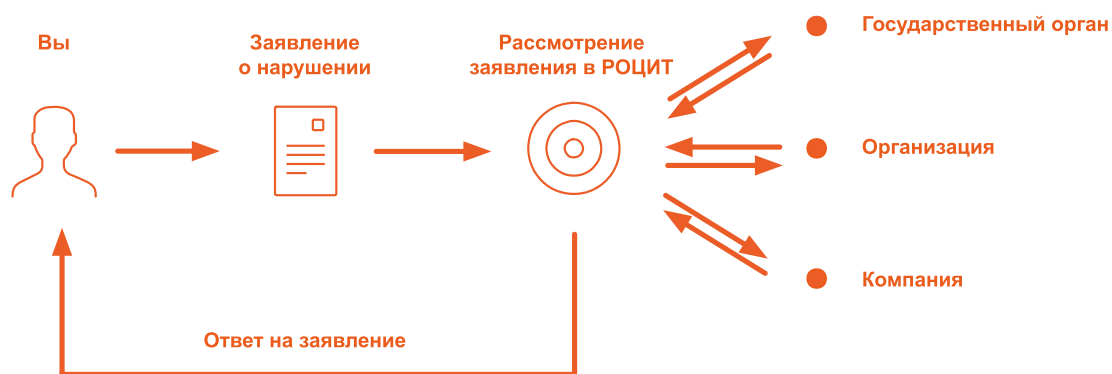 Вы
Заявление
о нарушении
Рассмотрение
заявления в РОЦИТ
Государственный орган
Организация
Компания
Ответ на заявление